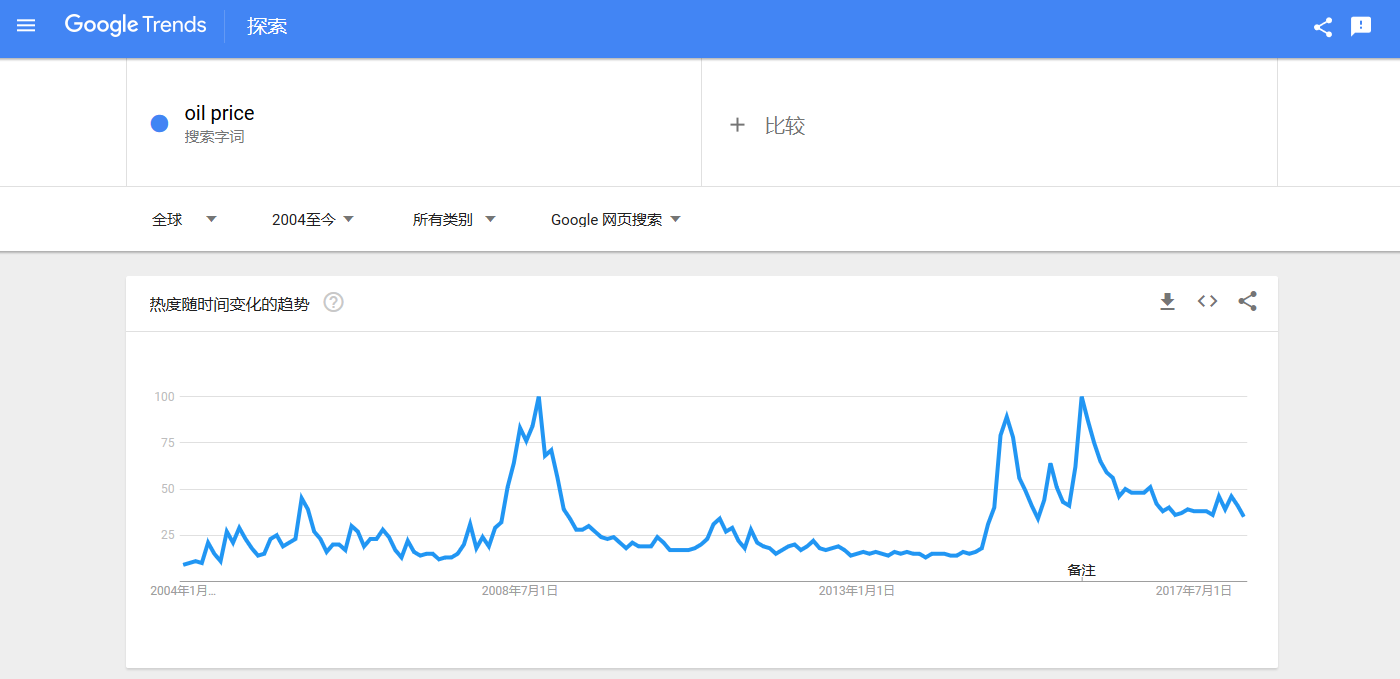 Google Trends 探索
oil price
搜索字词
+ 比较
全球 2004至今 所有类别 Google 网页搜索
热度随时间变化的趋势 ?
100
75
50
25
备注
2004年1月... 2008年7月1日 2013年1月1日 2017年7月1日